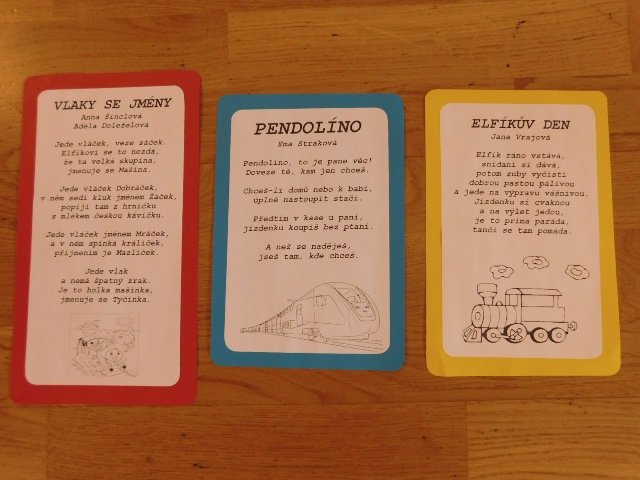 VLAKY SE JMÉNY
Anna Šinolová
Adéla Doleželová
Jede vláček, veze sáček.
Elfíkovi se to nezdá,
že ta velká skupina,
jmenuje se Mašina.
Jede vláček Dobráček,
v něm sedí kluk jménem Žáček,
popíjí tam z hrníčku
s mlékem českou kávičku.
Jede vláček jménem Mráček,
a v něm spinká králíček,
příjmením je Mazlíček.
Jede vlak
a nemá špatný zrak.
Je to holka mašinka,
jmenuje se Tyčinka.
PENDOLÍNO
Ema Straková
Pendolíno, to je pane věc!
Doveze tě, kam jen chceš.
Chceš-li domů nebo k babi,
úplně nastoupit stačí.
Předtím v kase u paní,
jízdenku koupíš bez ptaní.
A než se naděješ,
jseš tam, kde chceš.
ELFÍKŮV DEN
Jana Vrajová
Elfík ráno vstává,
snídani si dává,
potom zuby vyčistí
dobrou pastou pálivou
a jede na výpravu vášnivou.
Jízdenku si cvaknou
a na výlet jedou,
je to príma paráda,
tančí se tam pomáda.